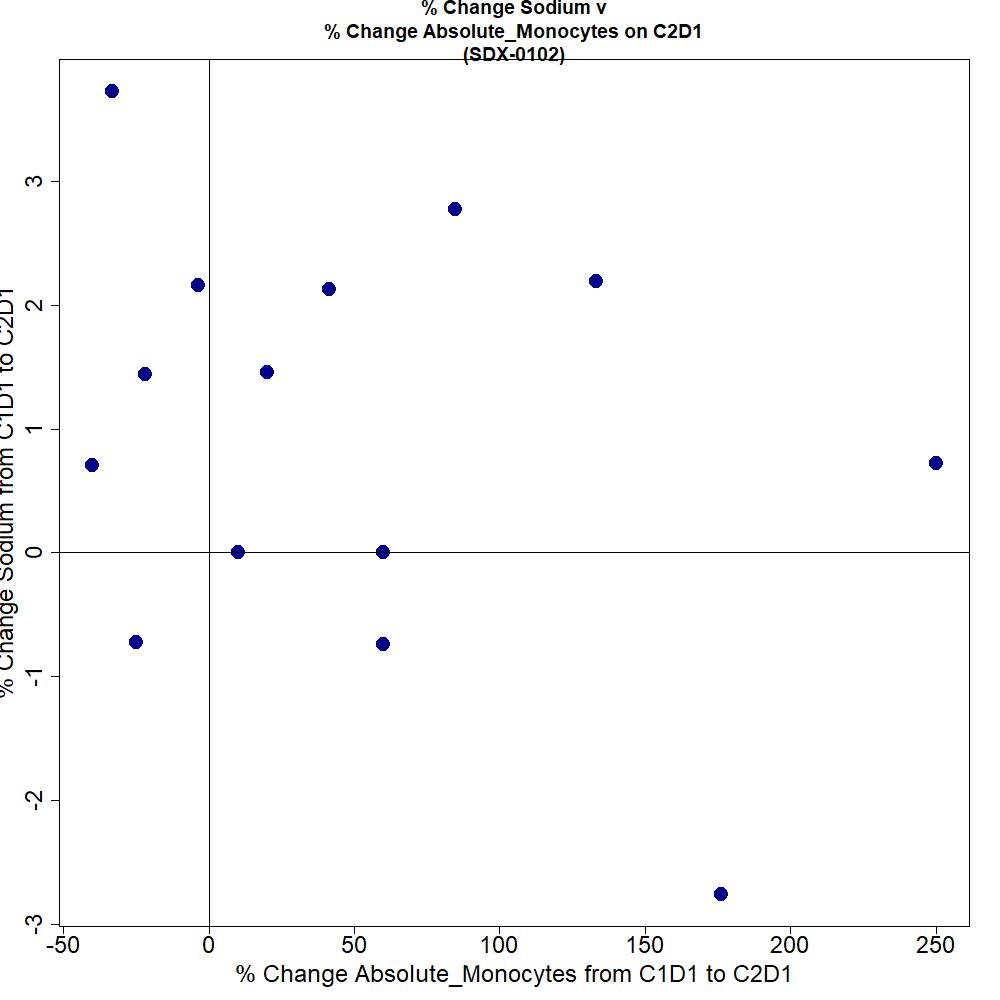 % Change Sodium v
% Change Absolute_Monocytes on C2D1
(SDX-0102)
% Change Sodium from C1D1 to C2D1
3
2
1
0
-1
-2
-3
-50 0 50 100 150 200 250
% Change Absolute_Monocytes from C1D1 to C2D1